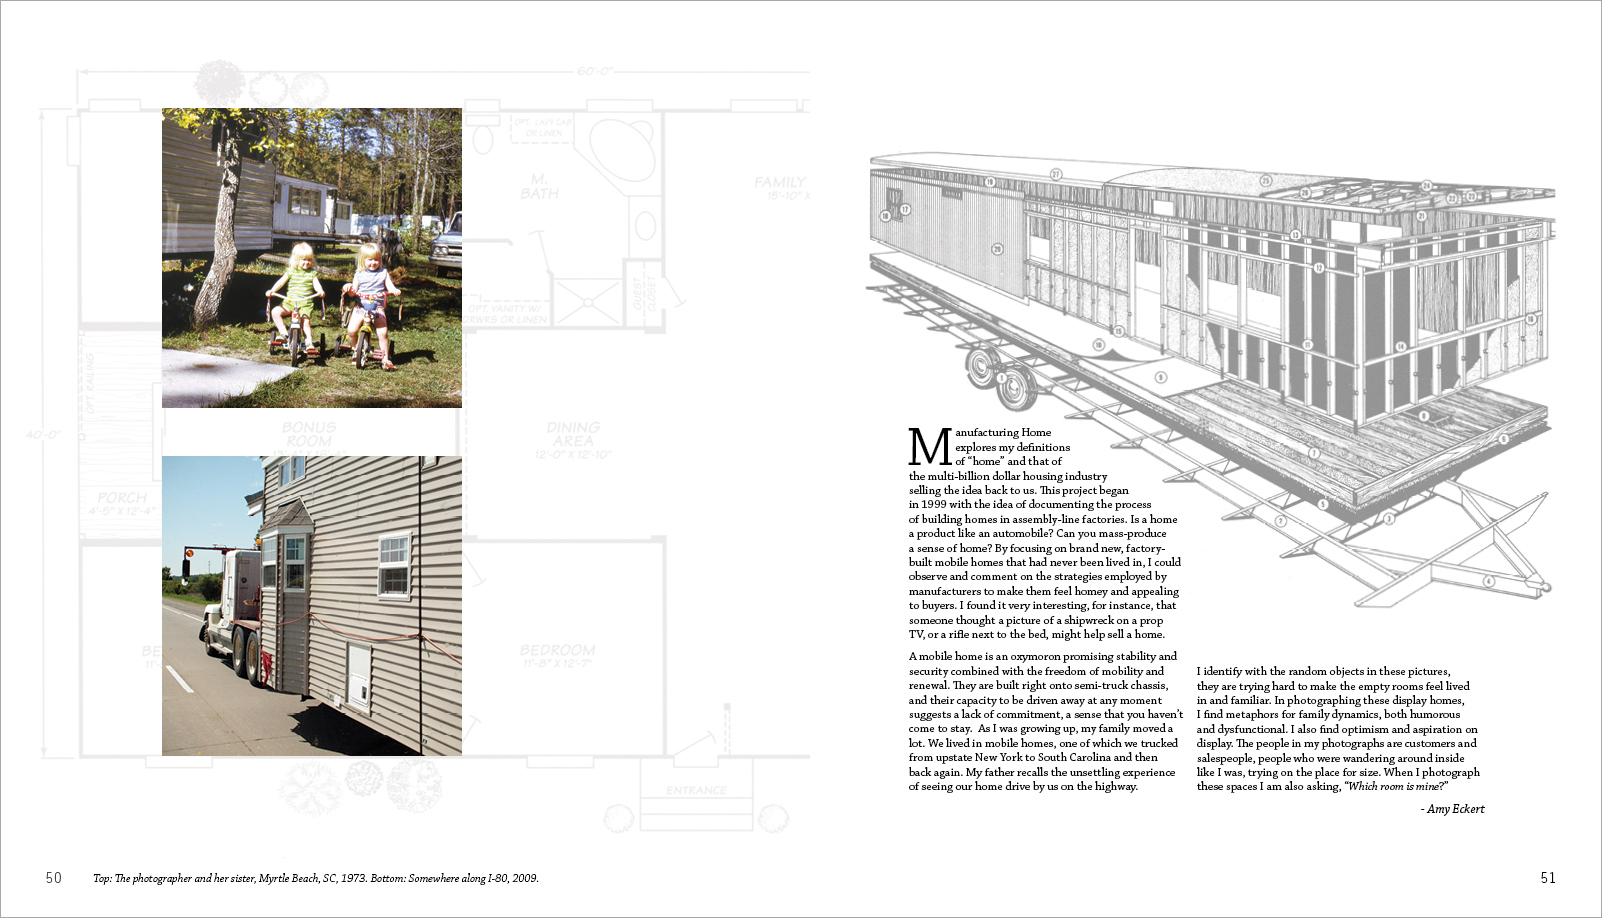 60'-0"
OPT. LAZY CAB
OR LINEN
M.
BATH
FAMILY
15'-10" X
GUEST
CLOSET
OPT. VANITY W/
DRWRS OR LINEN
OPT. RAILING
40'-0"
BONUS
ROOM
DINING
AREA
12'-0" X 12'-10"
PORCH
4'-5" X 12'-4"
BEDROOM
11'-8" X 12'-7"
ENTRANCE
50
Top: The photographer and her sister, Myrtle Beach, SC, 1973. Bottom: Somewhere along I-80, 2009.
Manufacturing Home
explores my definitions
of “home” and that of
the multi-billion dollar housing industry
selling the idea back to us. This project began
in 1999 with the idea of documenting the process
of building homes in assembly-line factories. Is a home
a product like an automobile? Can you mass-produce
a sense of home? By focusing on brand new, factory-
built mobile homes that had never been lived in, I could
observe and comment on the strategies employed by
manufacturers to make them feel homey and appealing
to buyers. I found it very interesting, for instance, that
someone thought a picture of a shipwreck on a prop
TV, or a rifle next to the bed, might help sell a home.
A mobile home is an oxymoron promising stability and
security combined with the freedom of mobility and
renewal. They are built right onto semi-truck chassis,
and their capacity to be driven away at any moment
suggests a lack of commitment, a sense that you haven’t
come to stay.  As I was growing up, my family moved a
lot. We lived in mobile homes, one of which we trucked
from upstate New York to South Carolina and then
back again. My father recalls the unsettling experience
of seeing our home drive by us on the highway.
I identify with the random objects in these pictures,
they are trying hard to make the empty rooms feel lived
in and familiar. In photographing these display homes,
I find metaphors for family dynamics, both humorous
and dysfunctional. I also find optimism and aspiration on
display. The people in my photographs are customers and
salespeople, people who were wandering around inside
like I was, trying on the place for size. When I photograph
these spaces I am also asking, “Which room is mine?”
- Amy Eckert
51